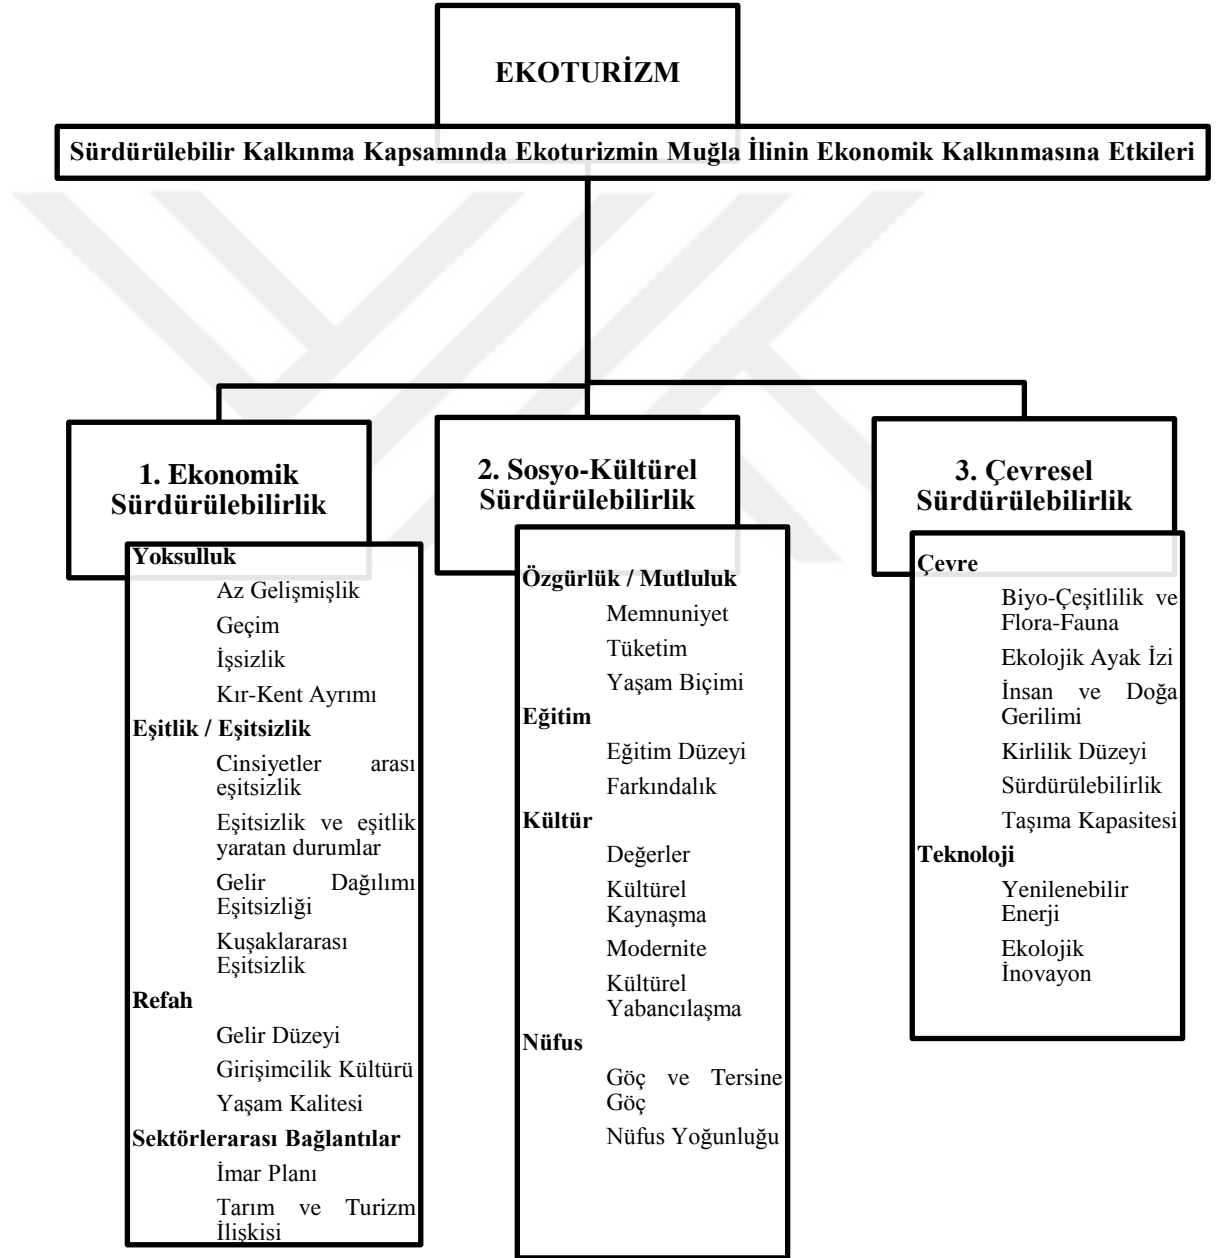 EKOTURİZM
Sürdürülebilir Kalkınma Kapsamında Ekoturizmin Muğla İlinin Ekonomik Kalkınmasına Etkileri
1. Ekonomik
Sürdürülebilirlik
Yoksulluk
Az Gelişmişlik
Geçim
İşsizlik
Kır-Kent Ayrımı
Eşitlik / Eşitsizlik
Cinsiyetler arası
eşitsizlik
Eşitsizlik ve eşitlik
yaratan durumlar
Gelir Dağılımı
Eşitsizliği
Kuşaklararası
Eşitsizlik
Refah
Gelir Düzeyi
Girişimcilik Kültürü
Yaşam Kalitesi
Sektörlerarası Bağlantılar
İmar Planı
Tarım ve Turizm
İlişkisi
2. Sosyo-Kültürel
Sürdürülebilirlik
Özgürlük / Mutluluk
Memnuniyet
Tüketim
Yaşam Biçimi
Eğitim
Eğitim Düzeyi
Farkındalık
Kültür
Değerler
Kültürel
Kaynaşma
Modernite
Kültürel
Yabancılaşma
Nüfus
Göç ve Tersine
Göç
Nüfus Yoğunluğu
3. Çevresel
Sürdürülebilirlik
Çevre
Biyo-Çeşitlilik ve
Flora-Fauna
Ekolojik Ayak İzi
İnsan ve Doğa
Gerilimi
Kirlilik Düzeyi
Sürdürülebilirlik
Taşıma Kapasitesi
Teknoloji
Yenilenebilir
Enerji
Ekolojik
İnovayon